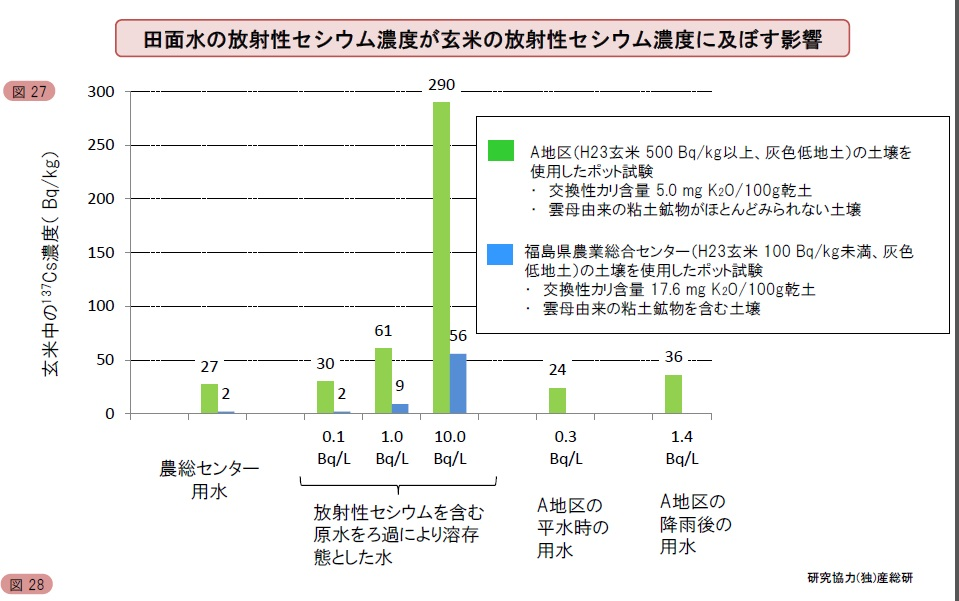 田面水の放射性セシウム濃度が玄米の放射性セシウム濃度に及ぼす影響
図 27
玄米中の¹³⁷Cs濃度( Bq/kg)
300
250
200
150
100
50
0
27
2
30
2
61
9
290
56
24
36
A地区(H23玄米 500 Bq/kg以上、灰色低地土)の土壌を
使用したポット試験
・ 交換性カリ含量 5.0 mg K2O/100g乾土
・ 雲母由来の粘土鉱物がほとんどみられない土壌
福島県農業総合センター(H23玄米 100 Bq/kg未満、灰色
低地土)の土壌を使用したポット試験
・ 交換性カリ含量 17.6 mg K2O/100g乾土
・ 雲母由来の粘土鉱物を含む土壌
0.1
Bq/L
1.0
Bq/L
10.0
Bq/L
0.3
Bq/L
1.4
Bq/L
農総センター
用水
放射性セシウムを含む
原水をろ過により溶存
態とした水
A地区の
平水時の
用水
A地区の
降雨後の
用水
研究協力(独)産総研
図 28